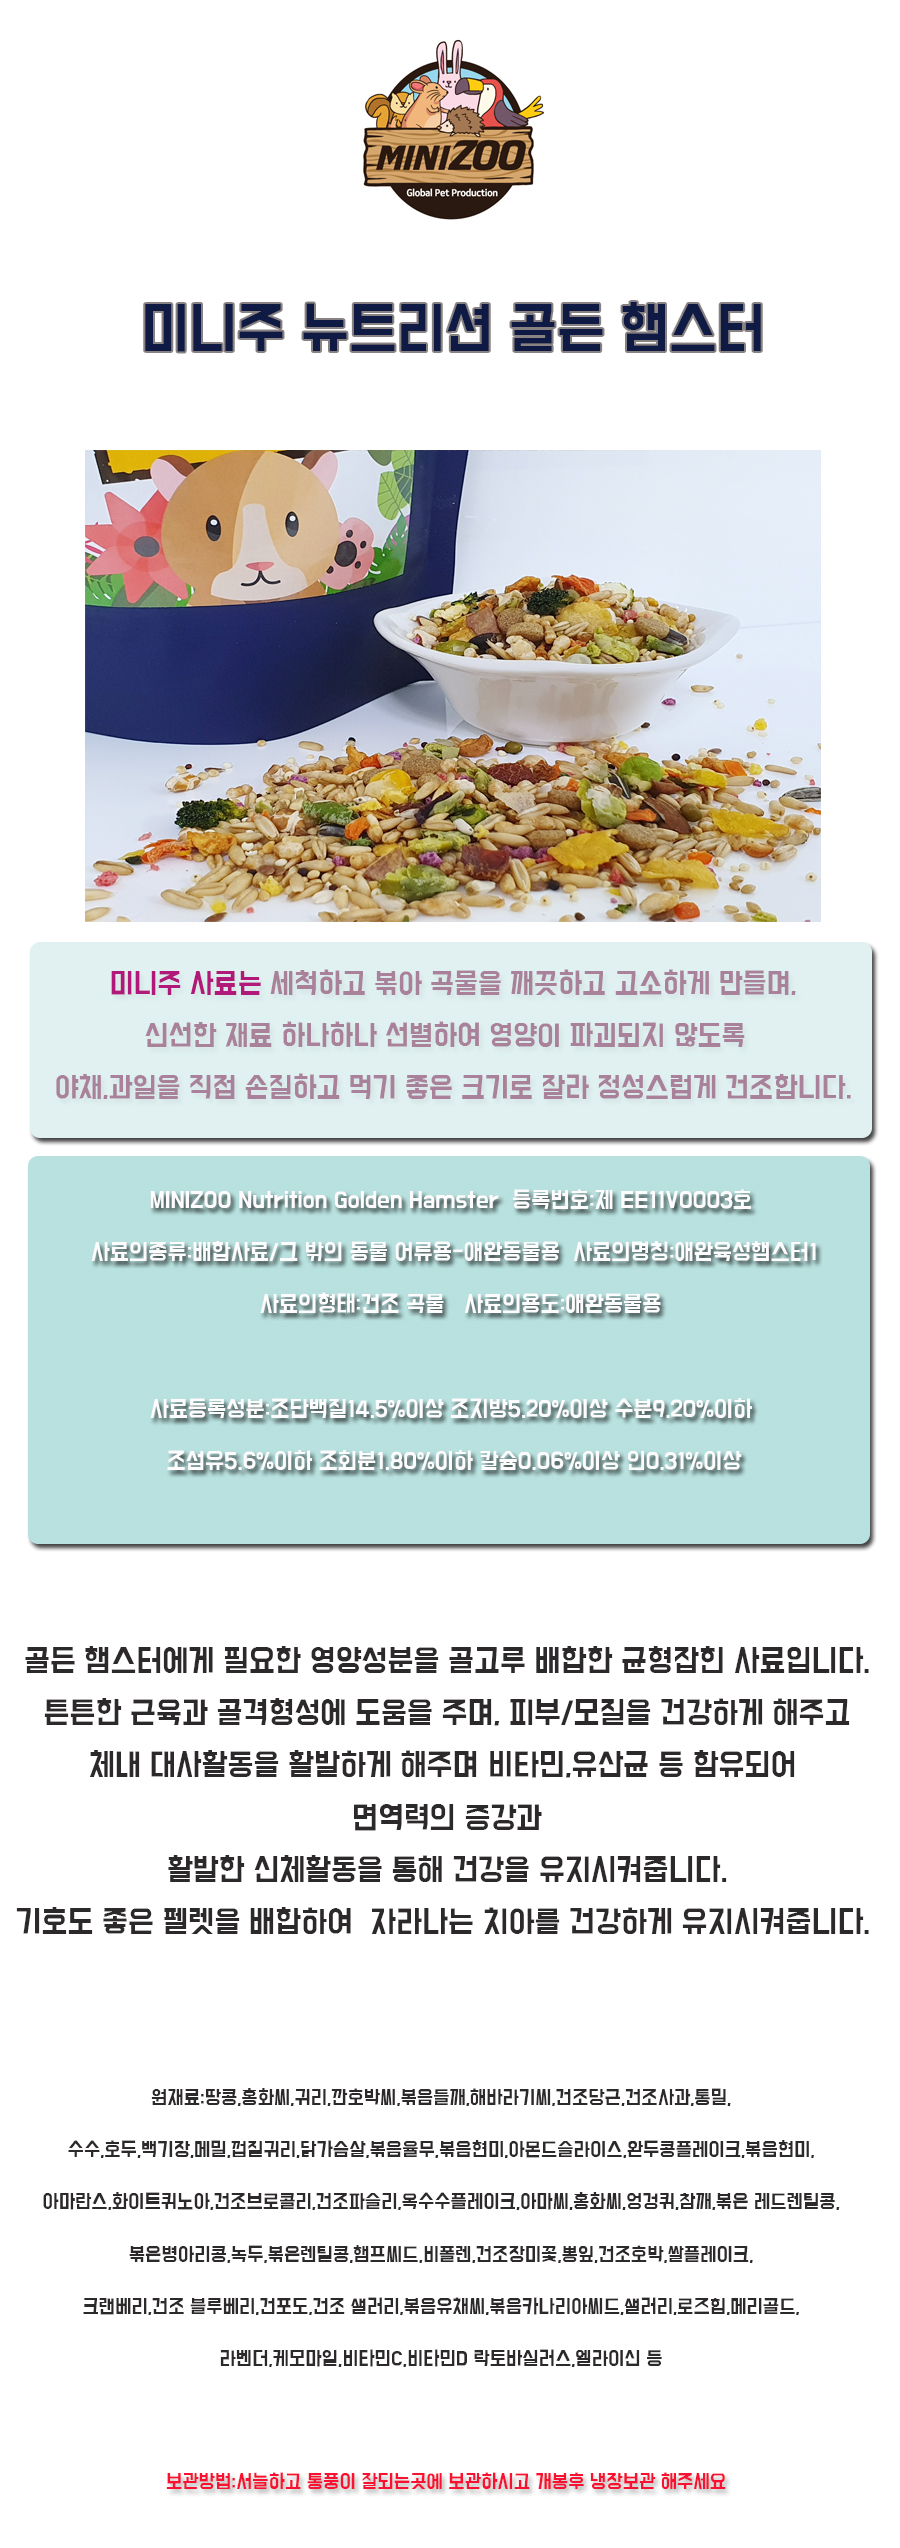 MINIZOO
Global Pet Production
미니주 뉴트리션 골든 햄스터
미니주 사료는 세척하고 볶아 곡물을 깨끗하고 고소하게 만들며,
신선한 재료 하나하나 선별하여 영양이 파괴되지 않도록
야채,과일을 직접 손질하고 먹기 좋은 크기로 잘라 정성스럽게 건조합니다.
MINIZOO Nutrition Golden Hamster 등록번호:제 EE11V0003호
사료의종류:배합사료/그 밖의 동물 어류용-애완동물용 사료의명칭:애완육성햄스터1
사료의형태:건조 곡물 사료의용도:애완동물용
사료등록성분:조단백질14.5%이상 조지방5.20%이상 수분9.20%이하
조섬유5.6%이하 조회분1.80%이하 칼슘0.06%이상 인0.31%이상
골든 햄스터에게 필요한 영양성분을 골고루 배합한 균형잡힌 사료입니다.
튼튼한 근육과 골격형성에 도움을 주며, 피부/모질을 건강하게 해주고
체내 대사활동을 활발하게 해주며 비타민,유산균 등 함유되어
면역력의 증강과
활발한 신체활동을 통해 건강을 유지시켜줍니다.
기호도 좋은 펠렛을 배합하여 자라나는 치아를 건강하게 유지시켜줍니다.
원재료:땅콩,홍화씨,귀리,깐호박씨,볶음들깨,해바라기씨,건조당근,건조사과,통밀,
수수,호두,백기장,메밀,겁질귀리,닭가슴살,볶음율무,볶음현미,아몬드슬라이스,완두콩플레이크,볶음현미,
아마란스,화이트퀴노아,건조브로콜리,건조파슬리,옥수수플레이크,아마씨,홍화씨,엉겅퀴,참깨,볶은 레드렌틸콩,
볶은병아리콩,녹두,볶은렌틸콩,햄프씨드,비폴렌,건조장미꽃,뽕잎,건조호박,쌀플레이크,
크랜베리,건조 블루베리,건포도,건조 샐러리,볶음유채씨,볶음카나리아씨드,샐러리,로즈힙,메리골드,
라벤더,케모마일,비타민C,비타민D 락토바실러스,엘라이신 등
보관방법:서늘하고 통풍이 잘되는곳에 보관하시고 개봉후 냉장보관 해주세요